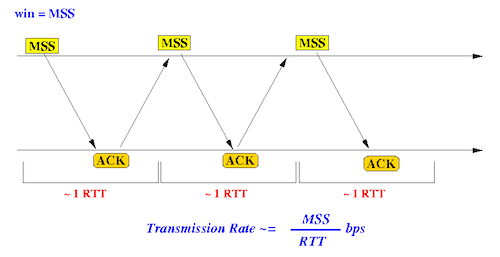 win = MSS
MSS MSS MSS
ACK ACK ACK
~ 1 RTT ~ 1 RTT ~ 1 RTT
Transmission Rate ~= MSS / RTT bps